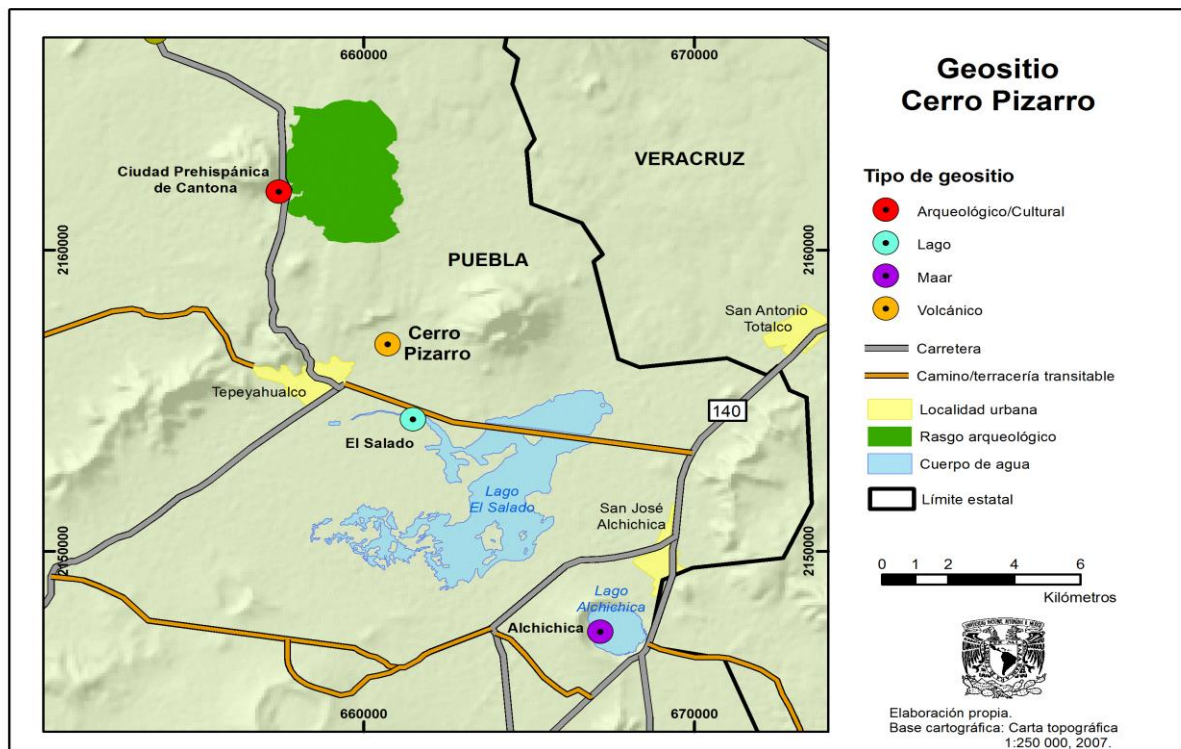 Geositio
Cerro Pizarro
660000
670000
Ciudad Prehispánica
de Cantona
VERACRUZ
PUEBLA
2160000
2160000
San Antonio
Totalco
Cerro
Pizarro
Tepeyahualco
140
El Salado
Lago
El Salado
San José
Alchichica
2150000
2150000
Lago
Alchichica
Alchichica
660000
670000
Tipo de geositio
Arqueológico/Cultural
Lago
Maar
Volcánico
Carretera
Camino/terracería transitable
Localidad urbana
Rasgo arqueológico
Cuerpo de agua
Límite estatal
0 1 2 4 6
Kilómetros
Elaboración propia.
Base cartográfica: Carta topográfica
1:250 000, 2007.